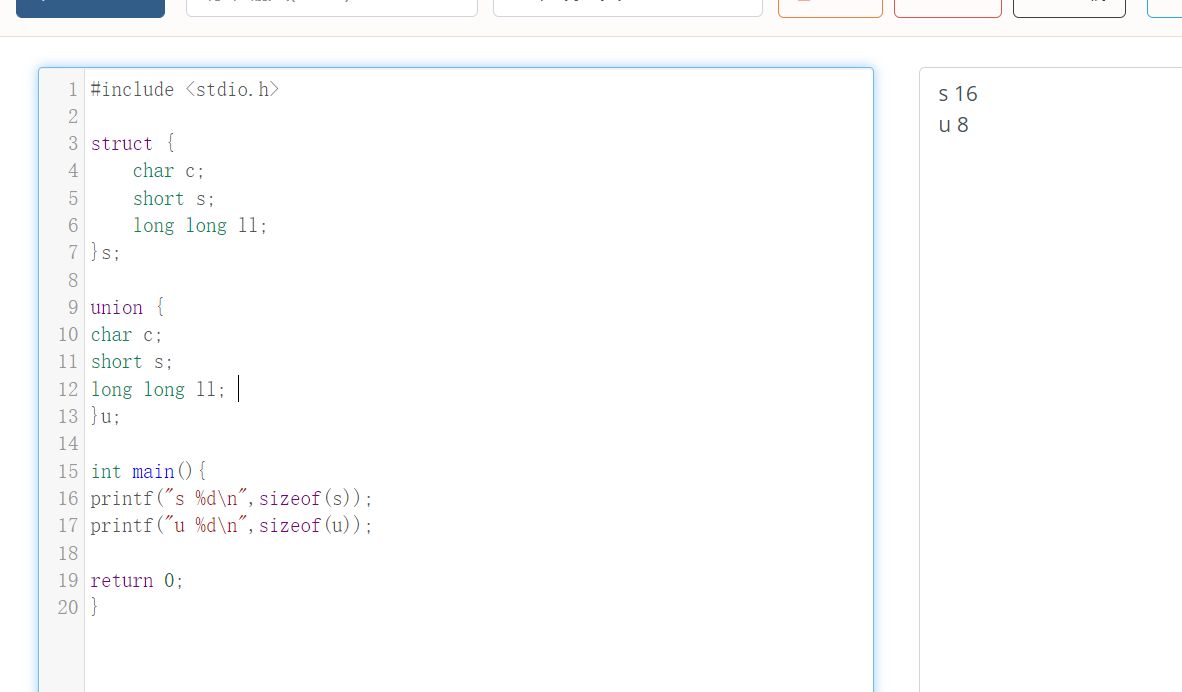 1 #include <stdio.h>
2
3 struct {
4     char c;
5     short s;
6     long long ll;
7 }s;
8
9 union {
10 char c;
11 short s;
12 long long ll;
13 }u;
14
15 int main(){
16 printf("s %d\n",sizeof(s));
17 printf("u %d\n",sizeof(u));
18
19 return 0;
20 }
s 16
u 8